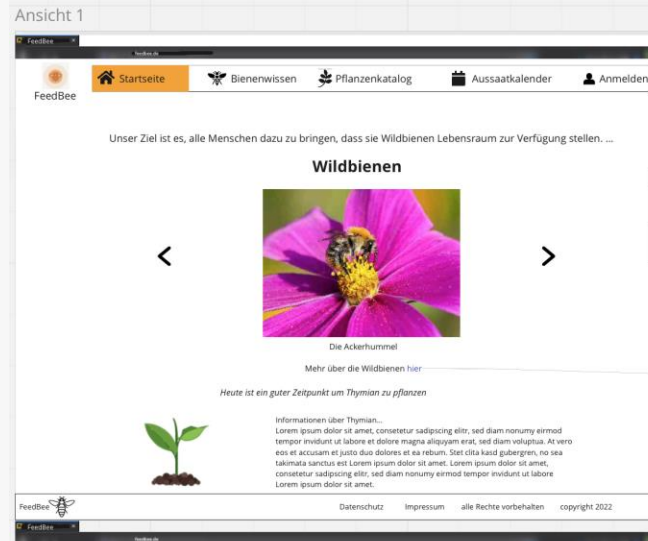 Ansicht 1
FeedBee
feedbee.de
Startseite
Bienenwissen
Pflanzenkatalog
Aussaatkalender
Anmelden
FeedBee
Unser Ziel ist es, alle Menschen dazu zu bringen, dass sie Wildbienen Lebensraum zur Verfügung stellen. ...
Wildbienen
Die Ackerhummel
Mehr über die Wildbienen hier
Heute ist ein guter Zeitpunkt um Thymian zu pflanzen
Informationen über Thymian...
Lorem ipsum dolor sit amet, consetetur sadipscing elitr, sed diam nonumy eirmod
tempor invidunt ut labore et dolore magna aliquyam erat, sed diam voluptua. At vero
eos et accusam et justo duo dolores et ea rebum. Stet clita kasd gubergren, no sea
takimata sanctus est Lorem ipsum dolor sit amet. Lorem ipsum dolor sit amet,
consetetur sadipscing elitr, sed diam nonumy eirmod tempor invidunt ut labore
Lorem ipsum dolor sit amet.
FeedBee
Datenschutz
Impressum
alle Rechte vorbehalten
copyright 2022
FeedBee
feedbee.de